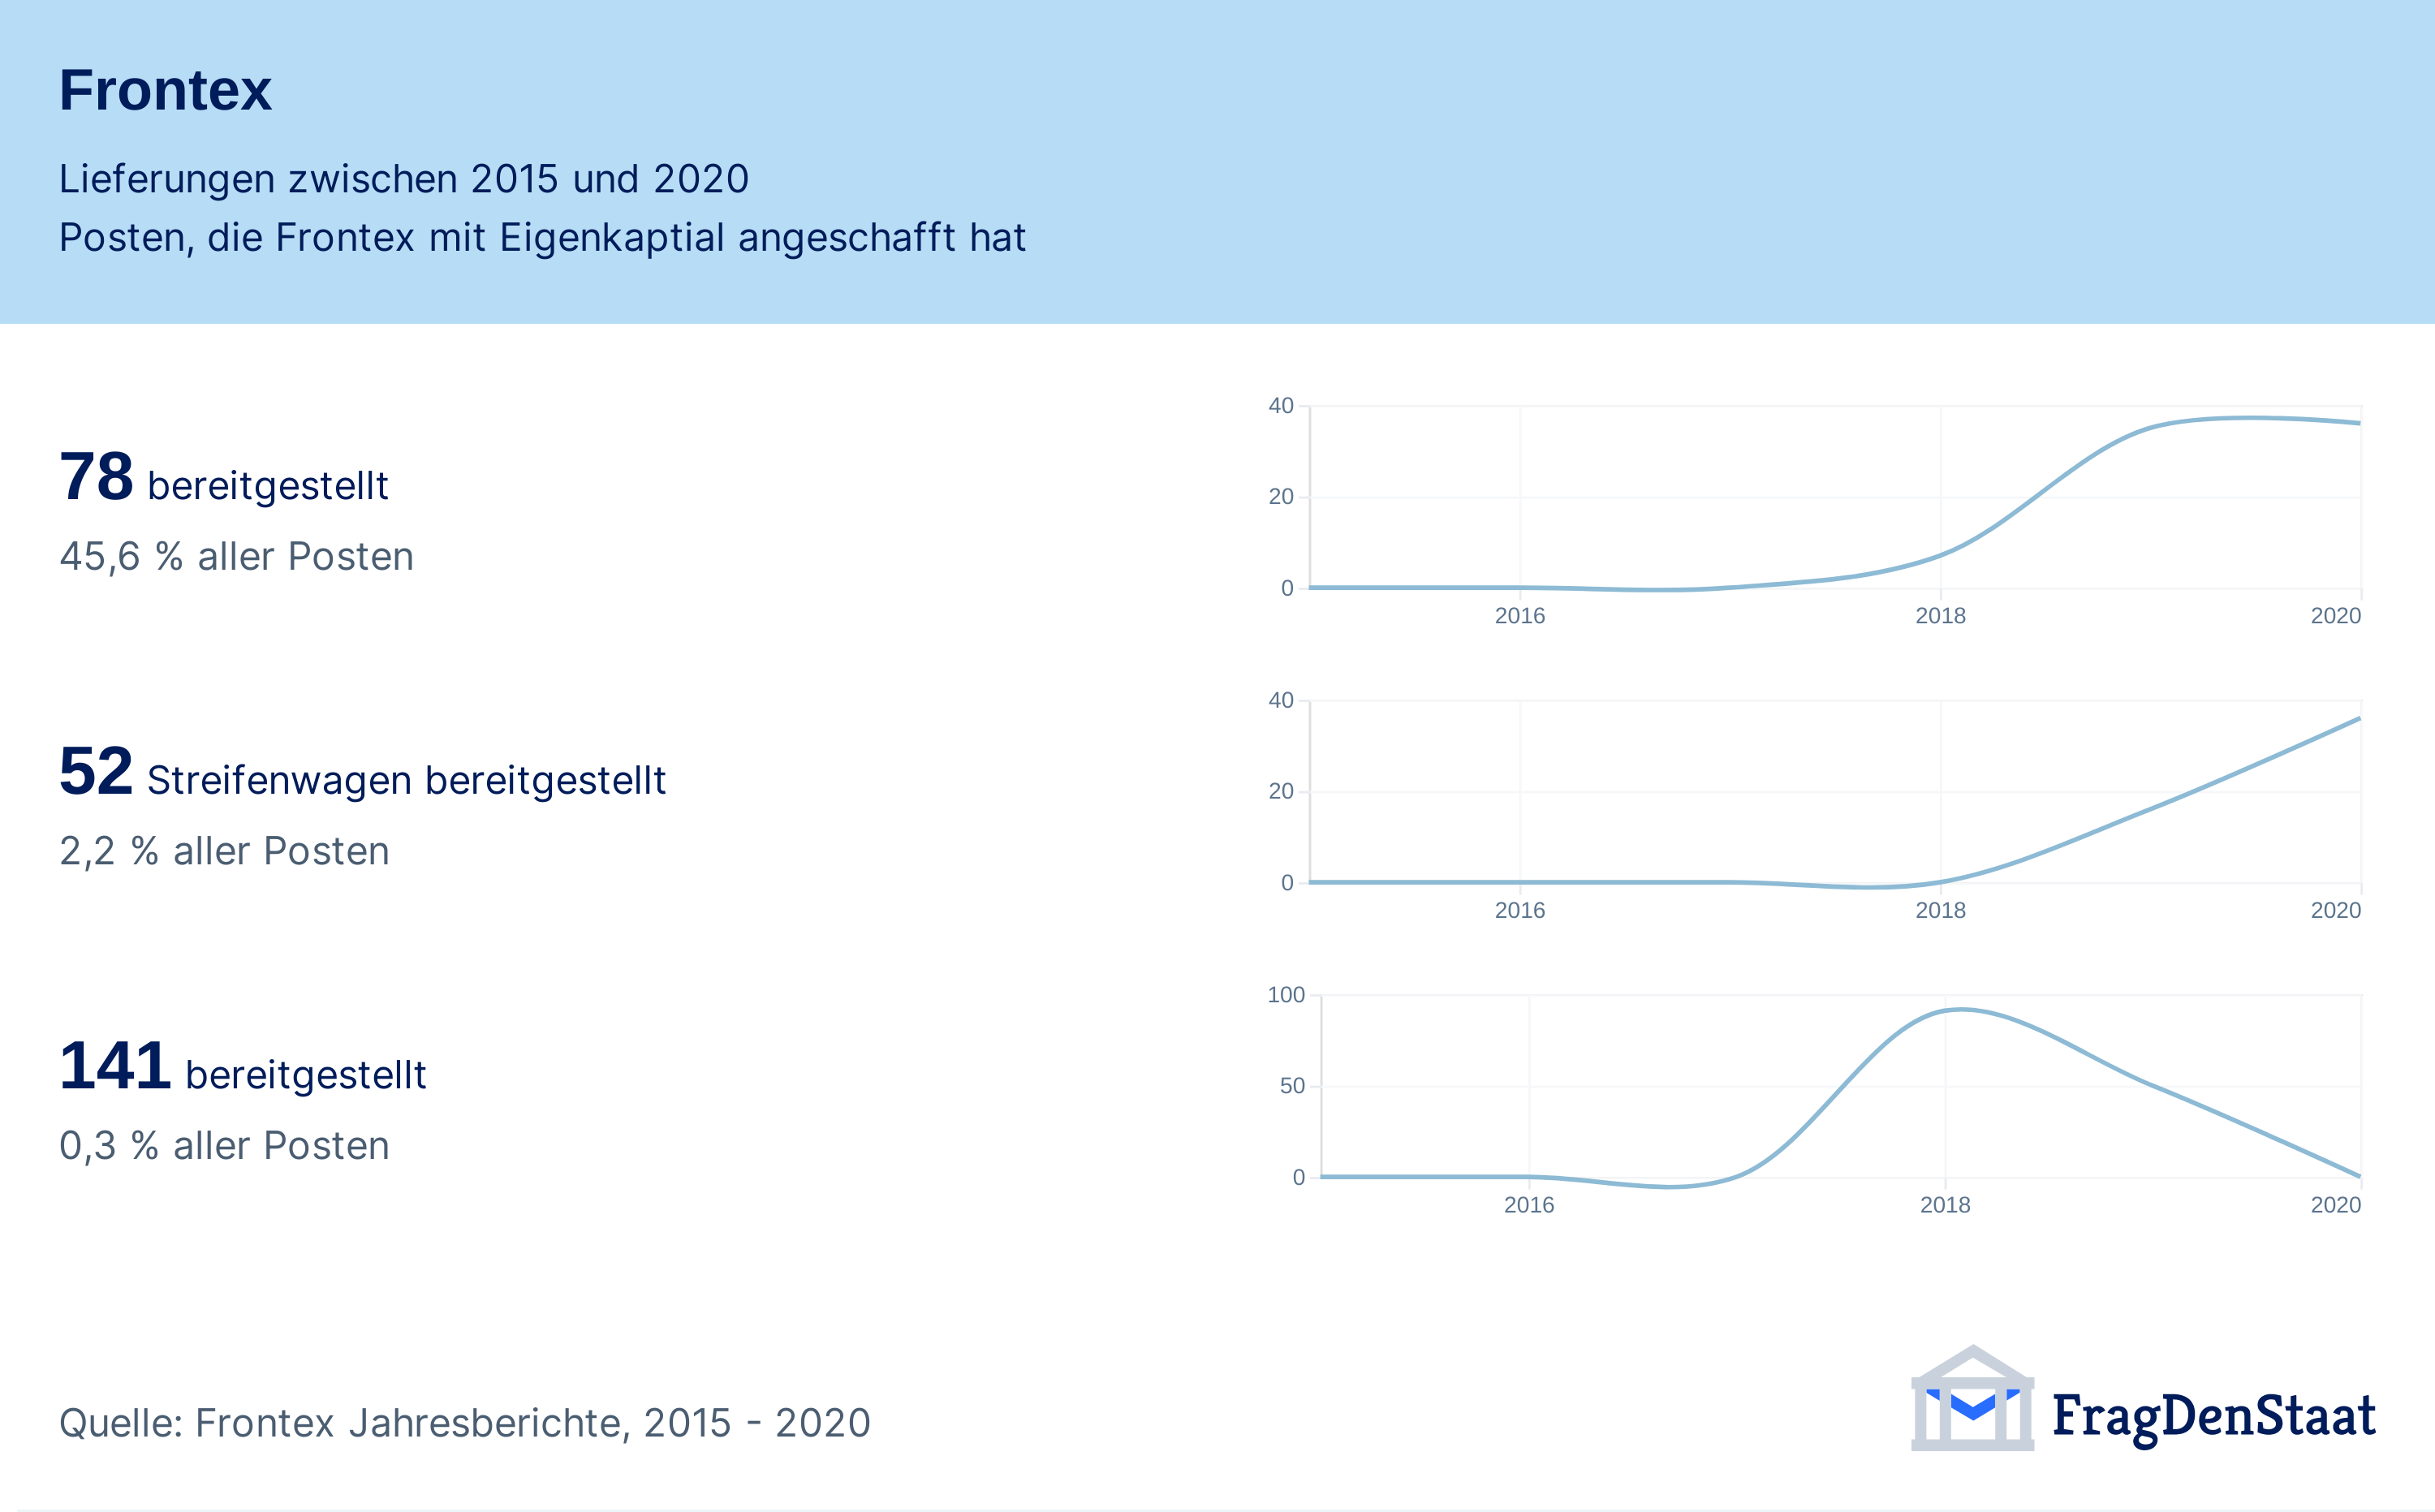 Frontex
Lieferungen zwischen 2015 und 2020
Posten, die Frontex mit Eigenkaptial angeschafft hat
78 bereitgestellt
45,6 % aller Posten
40
20
0
2016 2018 2020
52 Streifenwagen bereitgestellt
2,2 % aller Posten
40
20
0
2016 2018 2020
141 bereitgestellt
0,3 % aller Posten
100
50
0
2016 2018 2020
Quelle: Frontex Jahresberichte, 2015 - 2020
FragDenStaat